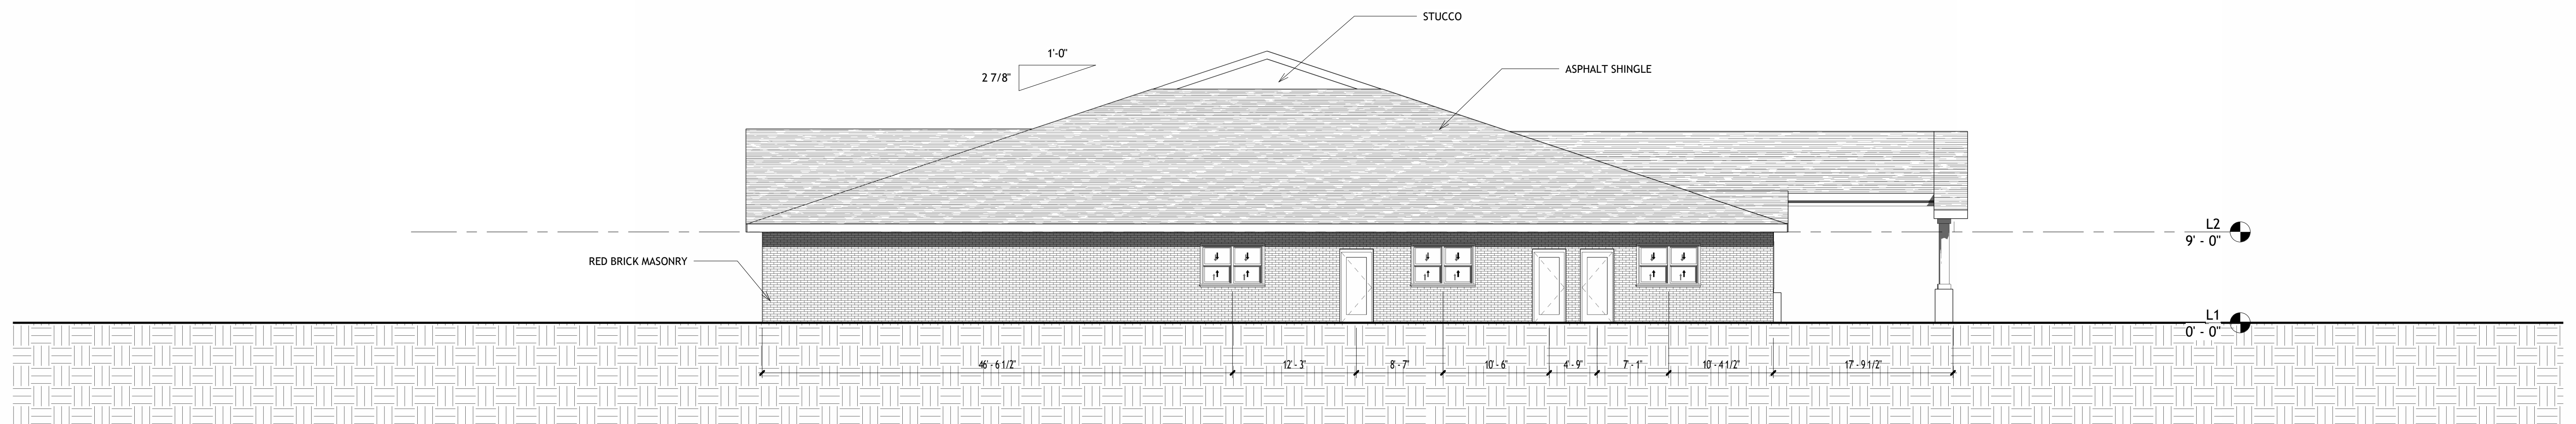 STUCCO
1'-0"
2 7/8"
ASPHALT SHINGLE
L2
9' - 0"
RED BRICK MASONRY
L1
0' - 0"
46' - 6 1/2"
12' - 3"
8' - 7"
10' - 6"
4' - 9"
7' - 1"
10' - 4 1/2"
17' - 9 1/2"